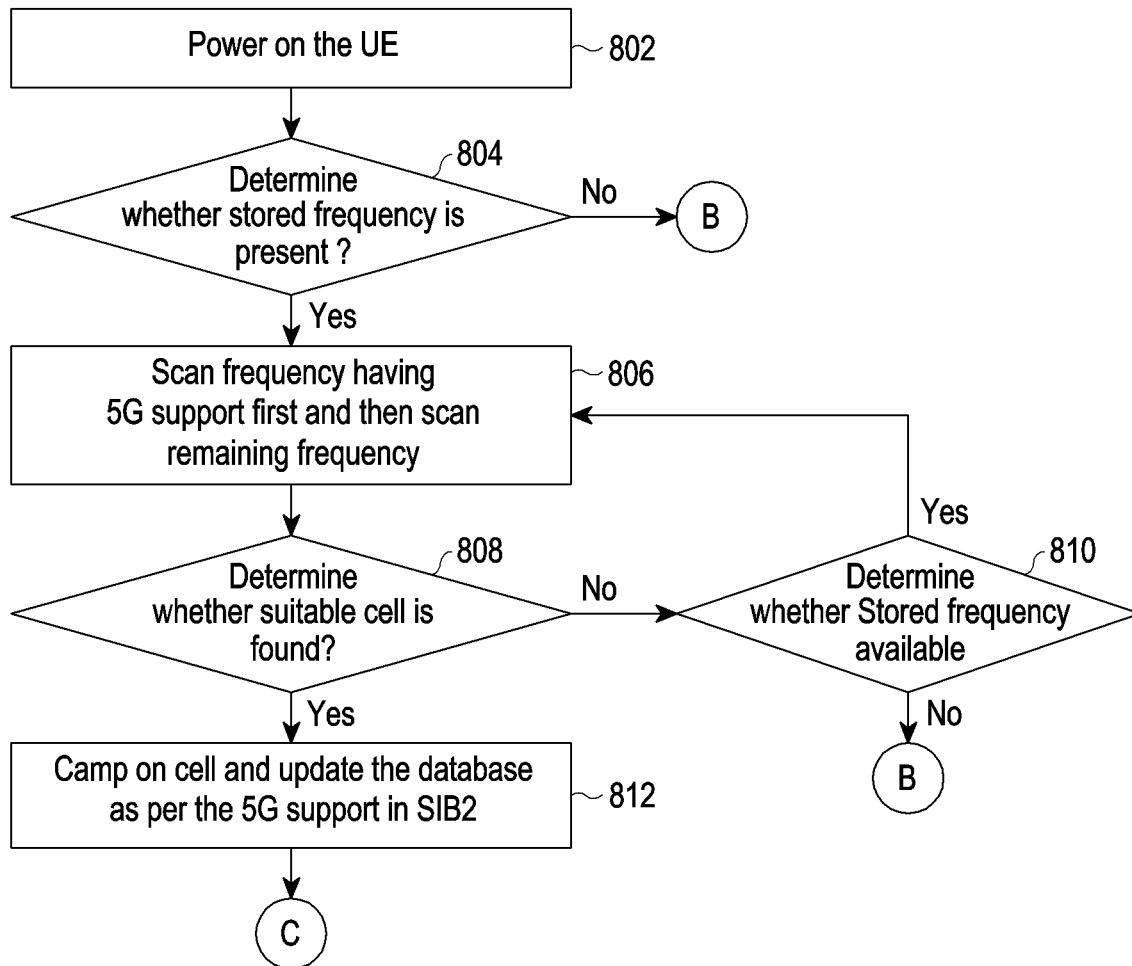 Power on the UE
802
804
Determine
whether stored frequency is
present ?
No
B
Yes
Scan frequency having
5G support first and then scan
remaining frequency
806
Yes
808
Determine
whether suitable cell is
found?
No
810
Determine
whether Stored frequency
available
Yes
No
Camp on cell and update the database
as per the 5G support in SIB2
812
B
C